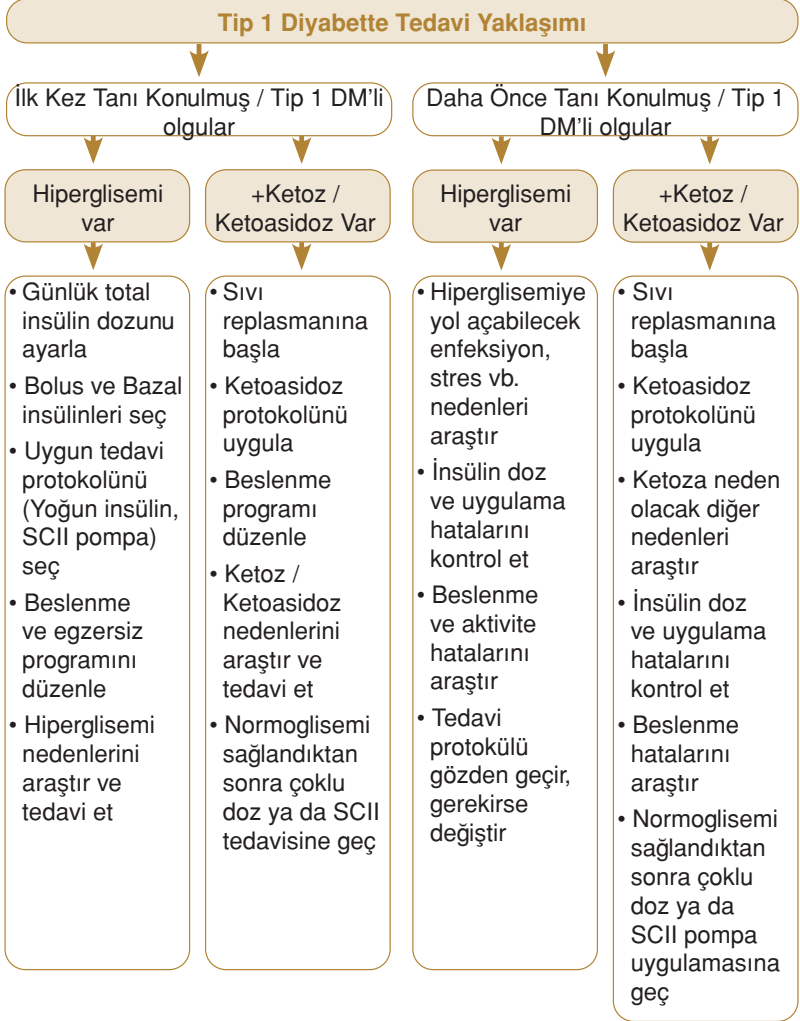 Tip 1 Diyabette Tedavi Yaklaşımı
İlk Kez Tanı Konulmuş / Tip 1 DM’li
olgular
Daha Önce Tanı Konulmuş / Tip 1
DM’li olgular
Hiperglisemi
var
+Ketoz /
Ketoasidoz Var
Hiperglisemi
var
+Ketoz /
Ketoasidoz Var
• Günlük total
insülin dozunu
ayarla
• Bolus ve Bazal
insülinleri seç
• Uygun tedavi
protokolünü
(Yoğun insülin,
SCII pompa)
seç
• Beslenme
ve egzersiz
programını
düzenle
• Hiperglisemi
nedenlerini
araştır ve
tedavi et
• Sıvı
replasmanına
başla
• Ketoasidoz
protokolünü
uygula
• Beslenme
programı
düzenle
• Ketoz /
Ketoasidoz
nedenlerini
araştır ve
tedavi et
• Normoglisemi
sağlandıktan
sonra çoklu
doz ya da SCII
tedavisine geç
• Hiperglisemiye
yol açabilecek
enfeksiyon,
stres vb.
nedenleri
araştır
• İnsülin doz
ve uygulama
hatalarını
kontrol et
• Beslenme
ve aktivite
hatalarını
araştır
• Tedavi
protokülü
gözden geçir,
gerekirse
değiştir
• Sıvı
replasmanına
başla
• Ketoasidoz
protokolünü
uygula
• Ketoza neden
olacak diğer
nedenleri
araştır
• İnsülin doz
ve uygulama
hatalarını
kontrol et
• Beslenme
hatalarını
araştır
• Normoglisemi
sağlandıktan
sonra çoklu
doz ya da
SCII pompa
uygulamasına
geç